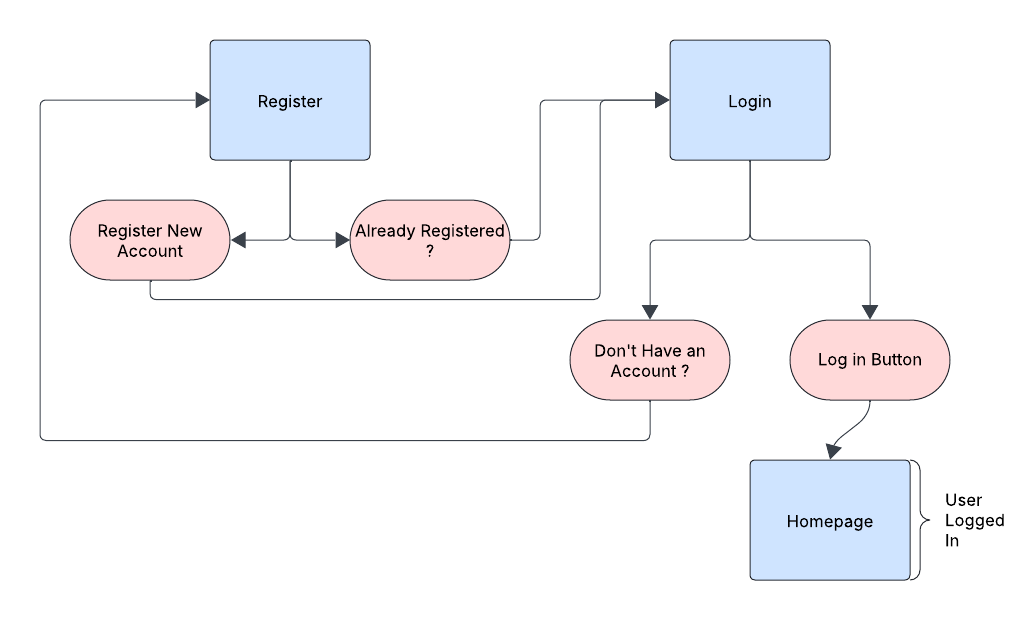 Register
Login
Register New
Account
Already Registered
?
Don't Have an
Account ?
Log in Button
Homepage
User
Logged
In